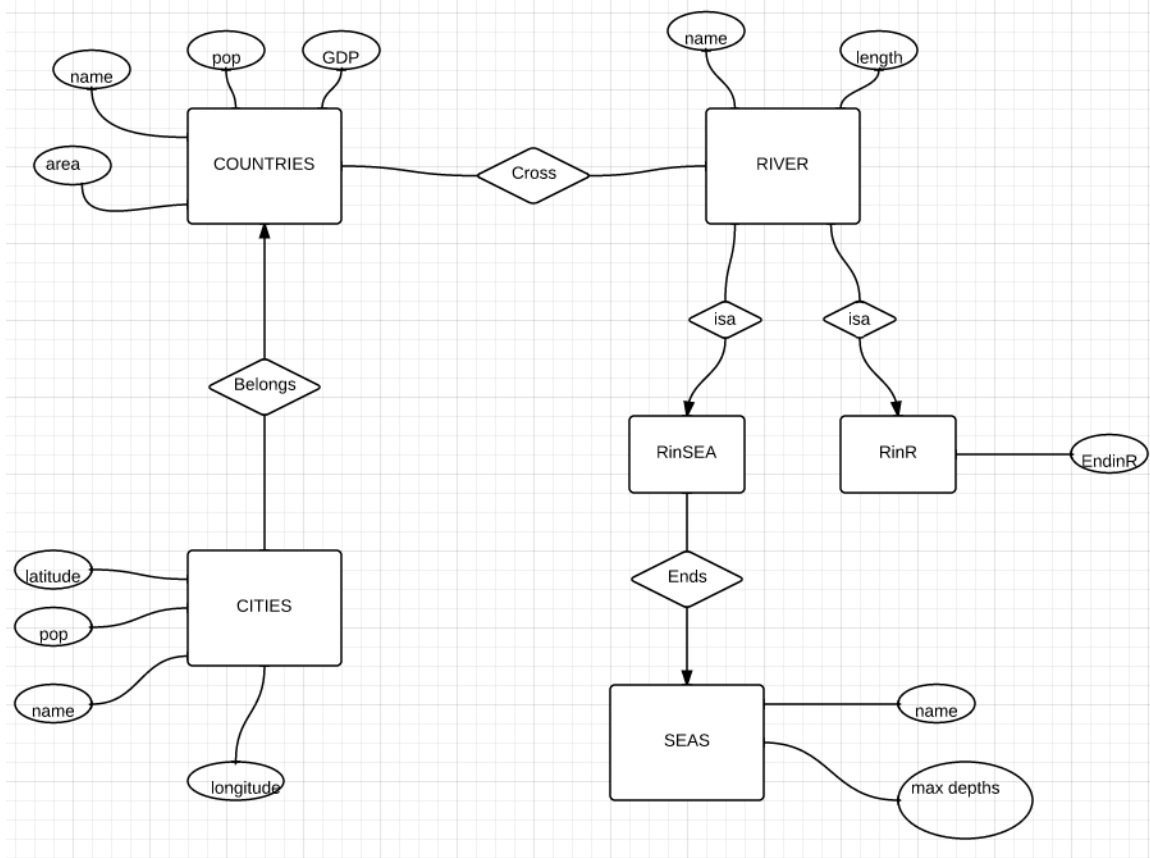 name
pop
GDP
name
length
area
COUNTRIES
Cross
RIVER
isa
isa
Belongs
RinSEA
RinR
EndinR
latitude
pop
name
CITIES
longitude
Ends
SEAS
name
max depths